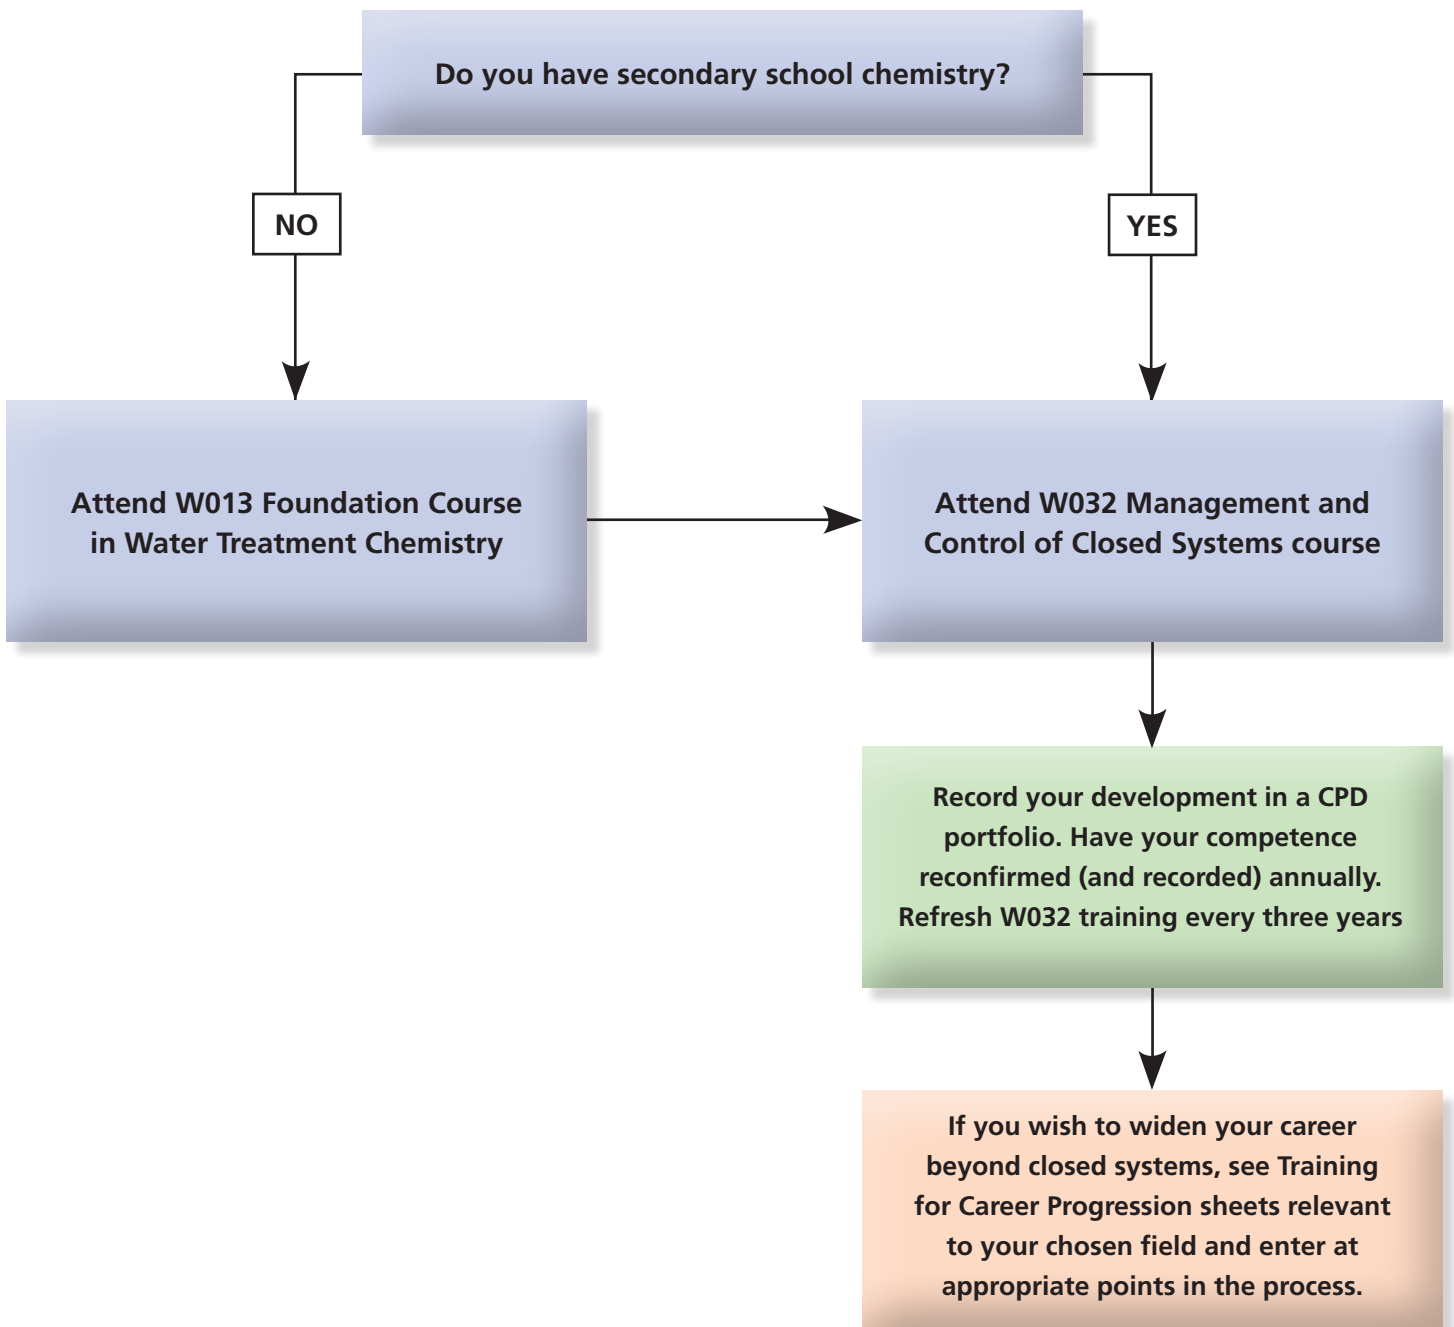 Do you have secondary school chemistry?
NO
YES
Attend W013 Foundation Course
in Water Treatment Chemistry
Attend W032 Management and
Control of Closed Systems course
Record your development in a CPD
portfolio. Have your competence
reconfirmed (and recorded) annually.
Refresh W032 training every three years
If you wish to widen your career
beyond closed systems, see Training
for Career Progression sheets relevant
to your chosen field and enter at
appropriate points in the process.